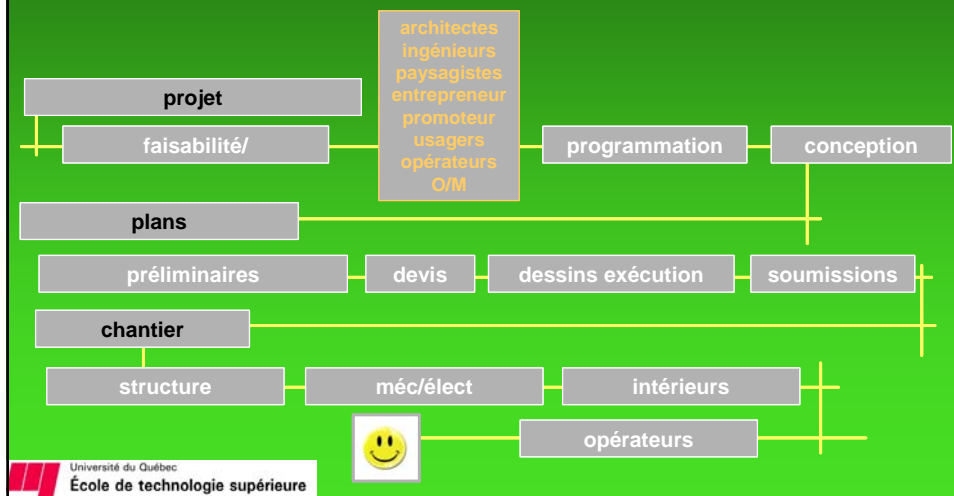 projet
faisabilité/
architectes
ingénieurs
paysagistes
entrepreneur
promoteur
usagers
opérateurs
O/M
programmation
conception
plans
préliminaires
devis
dessins exécution
soumissions
chantier
structure
méc/élect
intérieurs
opérateurs
Université du Québec
École de technologie supérieure